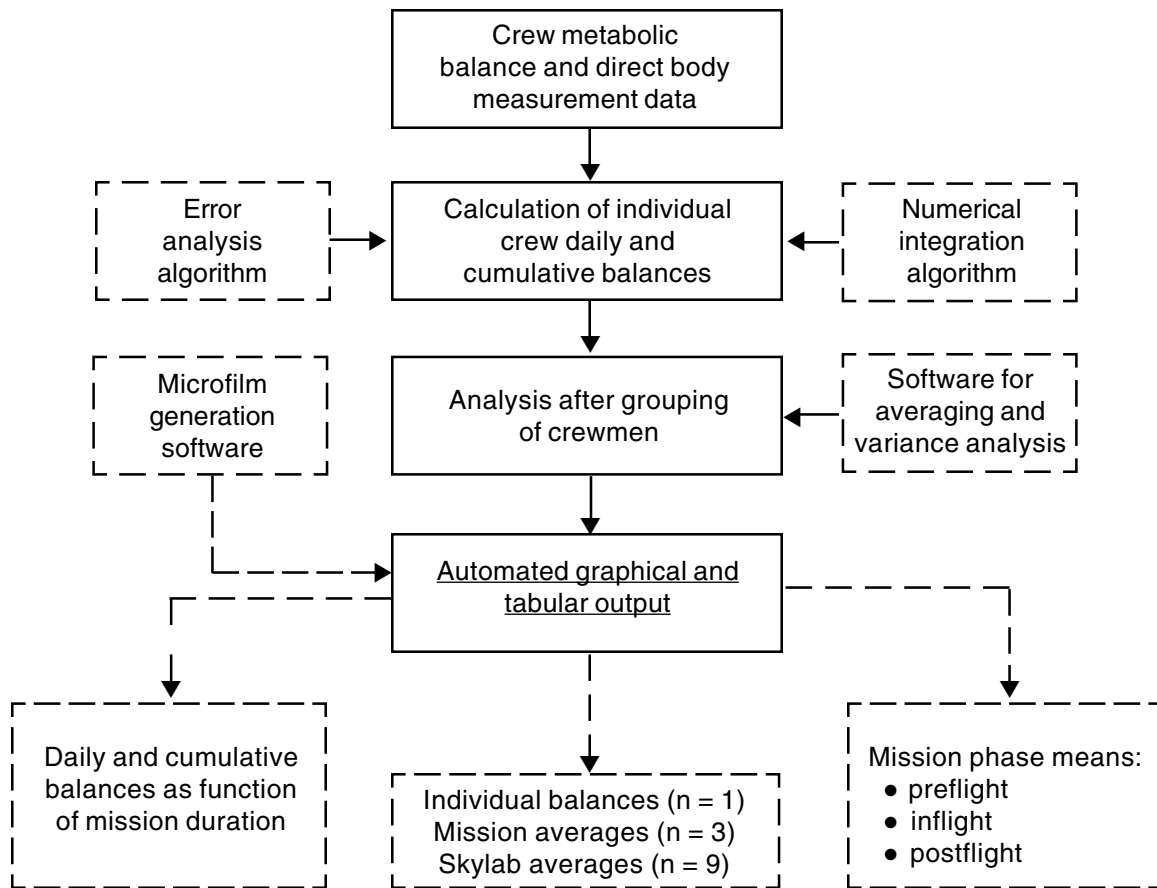 Crew metabolic
balance and direct body
measurement data
Error
analysis
algorithm
Calculation of individual
crew daily and
cumulative balances
Numerical
integration
algorithm
Microfilm
generation
software
Analysis after grouping
of crewmen
Software for
averaging and
variance analysis
Automated graphical and
tabular output
Daily and cumulative
balances as function
of mission duration
Individual balances (n = 1)
Mission averages (n = 3)
Skylab averages (n = 9)
Mission phase means:
● preflight
● inflight
● postflight